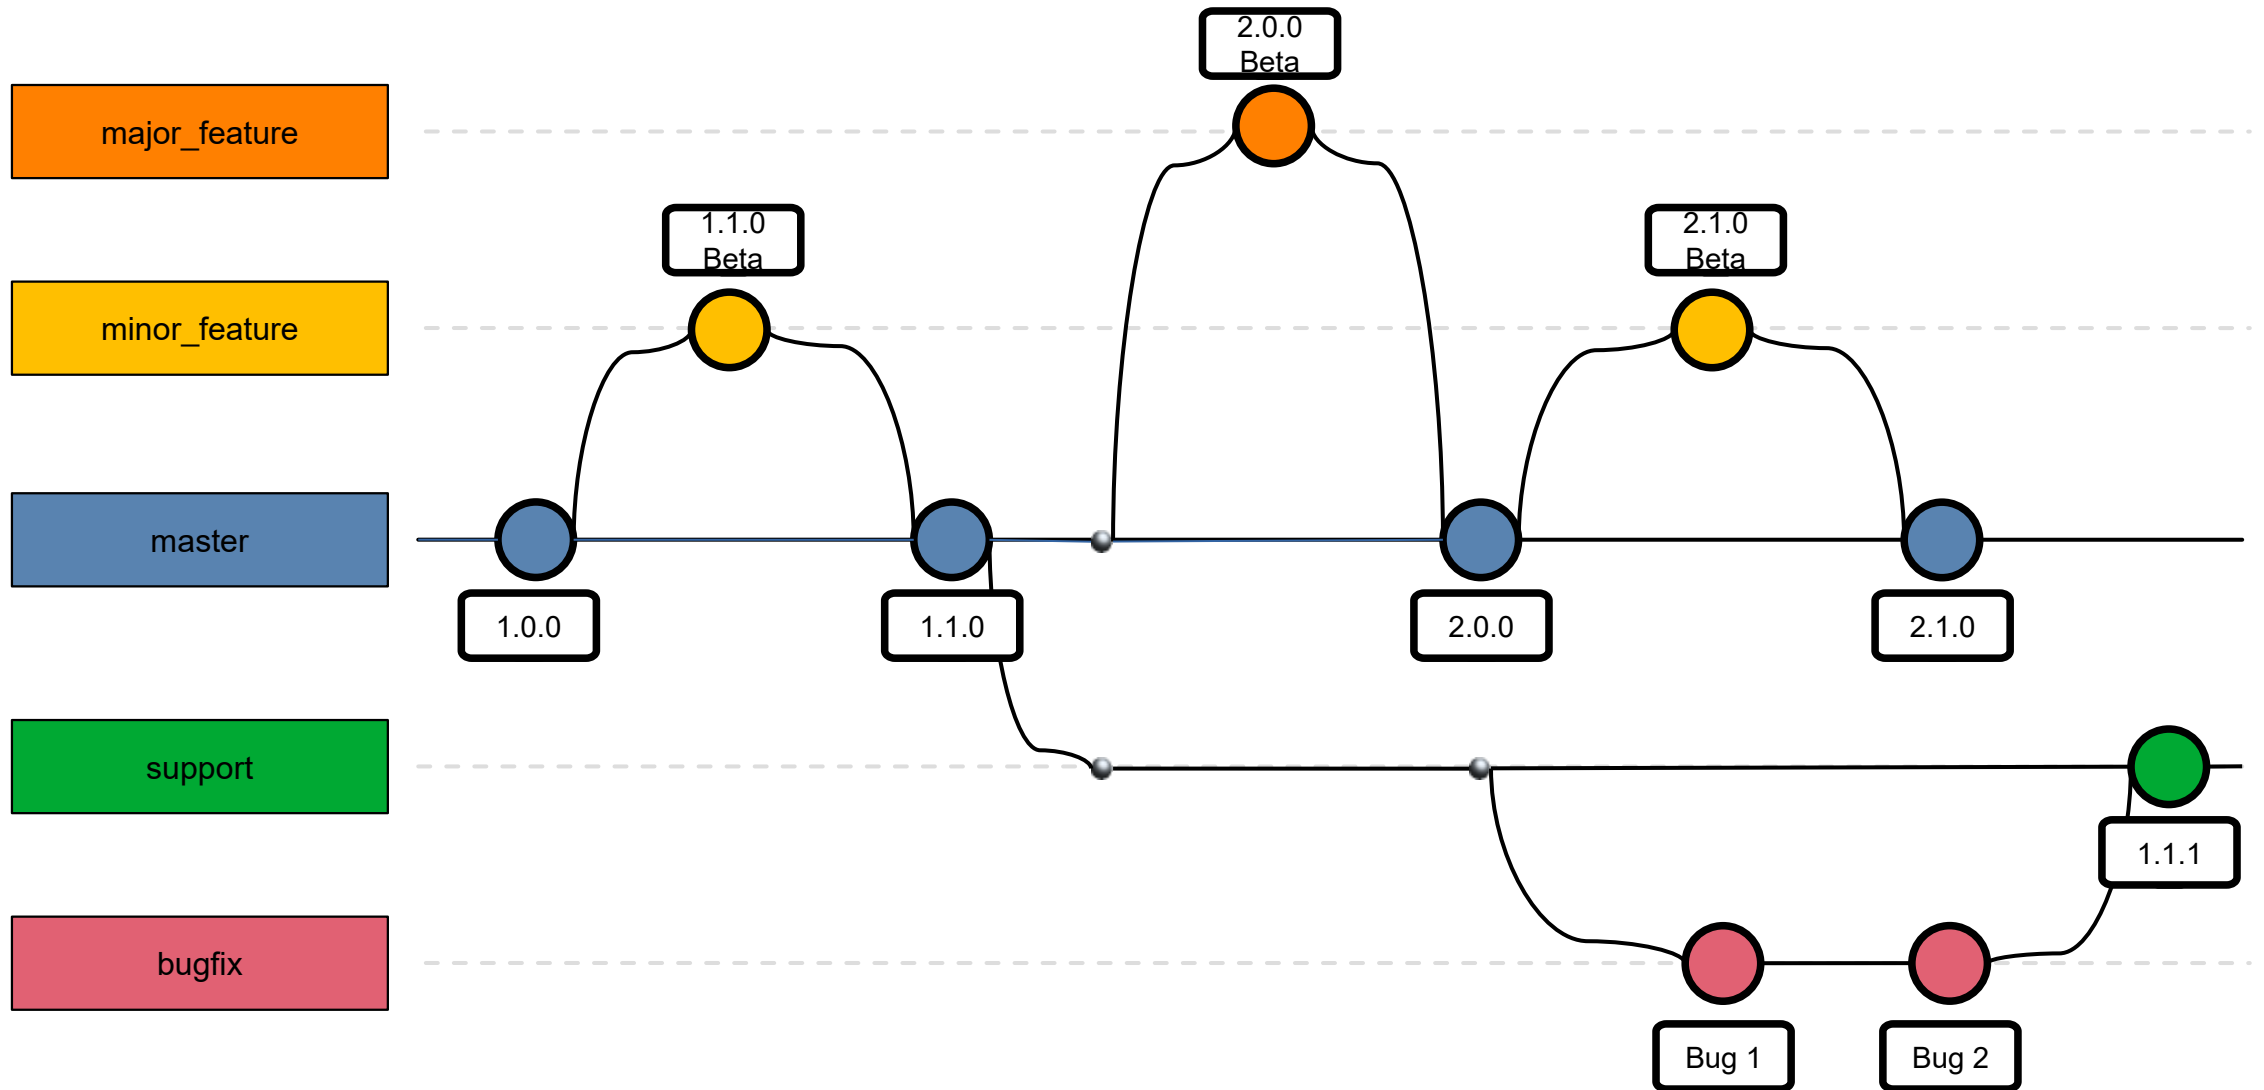 2.0.0
Beta
major_feature
1.1.0
Beta
2.1.0
Beta
minor_feature
master
1.0.0
1.1.0
2.0.0
2.1.0
support
1.1.1
bugfix
Bug 1
Bug 2